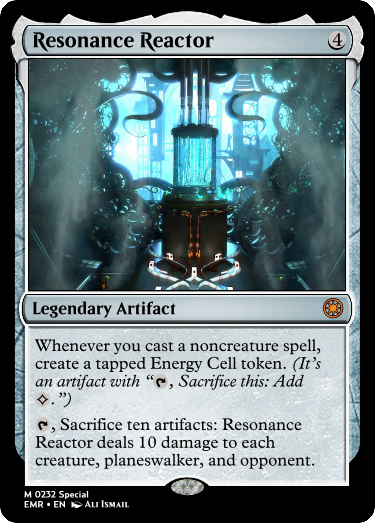 Resonance Reactor 4
Legendary Artifact
Whenever you cast a noncreature spell,
create a tapped Energy Cell token. (It's
an artifact with “, Sacrifice this: Add
.”)
, Sacrifice ten artifacts: Resonance
Reactor deals 10 damage to each
creature, planeswalker, and opponent.
M 0232 Special
EMR • EN Ali Ismail